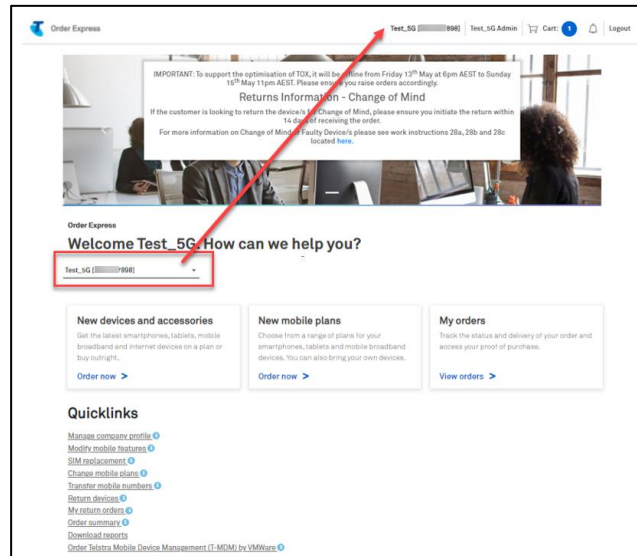 Order Express
Test_5G [ 898] Test_5G Admin Cart: 1 Logout
IMPORTANT: To support the optimisation of TOX, it will be offline from Friday 13th May at 6pm AEST to Sunday
15th May 11pm AEST. Please ensure you raise orders accordingly.
Returns Information - Change of Mind
If the customer is looking to return the device/s for Change of Mind, please ensure you initiate the return within
14 days of receiving the order.
For more information on Change of Mind or Faulty Device/s please see work instructions 28a, 28b and 28c
located here.
Order Express
Welcome Test_5G. How can we help you?
Test_5G [ 898]
New devices and accessories
Get the latest smartphones, tablets, mobile
broadband and internet devices on a plan or
buy outright.
Order now >
New mobile plans
Choose from a range of plans for your
smartphones, tablets and mobile broadband
devices. You can also bring your own devices.
Order now >
My orders
Track the status and delivery of your order and
access your proof of purchase.
View orders >
Quicklinks
Manage company profile
Modify mobile features
SIM replacement
Change mobile plans
Transfer mobile numbers
Return devices
My return orders
Order summary
Download reports
Order Telstra Mobile Device Management (T-MDM) by VMWare